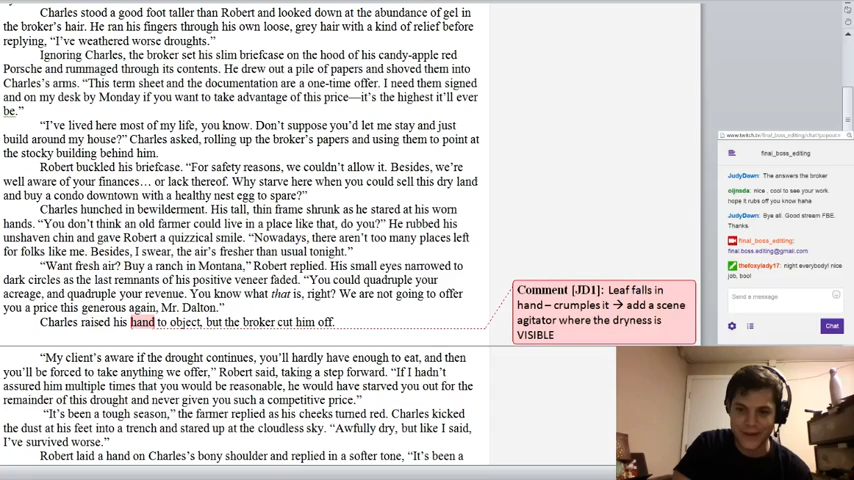 Charles stood a good foot taller than Robert and looked down at the abundance of gel in
the broker's hair. He ran his fingers through his own loose, grey hair with a kind of relief before
replying, "I've weathered worse droughts."
Ignoring Charles, the broker set his slim briefcase on the hood of his candy-apple red
Porsche and rummaged through its contents. He drew out a pile of papers and shoved them into
Charles's arms. "This term sheet and the documentation are a one-time offer. I need them signed
and on my desk by Monday if you want to take advantage of this price—it's the highest it'll ever
be."
"I've lived here most of my life, you know. Don't suppose you'd let me stay and just
build around my house?" Charles asked, rolling up the broker's papers and using them to point at
the stocky building behind him.
Robert buckled his briefcase. "For safety reasons, we couldn't allow it. Besides, we're
well aware of your finances… or lack thereof. Why starve here when you could sell this dry land
and buy a condo downtown with a healthy nest egg to spare?"
Charles hunched in bewilderment. His tall, thin frame shrunk as he stared at his worn
hands. "You don't think an old farmer could live in a place like that, do you?" He rubbed his
unshaven chin and gave Robert a quizzical smile. "Nowadays, there aren't too many places left
for folks like me. Besides, I swear, the air's fresher than usual tonight."
"Want fresh air? Buy a ranch in Montana," Robert replied. His small eyes narrowed to
dark circles as the last remnants of his positive veneer faded. "You could quadruple your
acreage, and quadruple your revenue. You know what that is, right? We are not going to offer
you a price this generous again, Mr. Dalton."
Charles raised his hand to object, but the broker cut him off.
"My client's aware if the drought continues, you'll hardly have enough to eat, and then
you'll be forced to take anything we offer," Robert said, taking a step forward. "If I hadn't
assured him multiple times that you would be reasonable, he would have starved you out for the
remainder of this drought and never given you such a competitive price."
"It's been a tough season," the farmer replied as his cheeks turned red. Charles kicked
the dust at his feet into a trench and stared up at the cloudless sky. "Awfully dry, but like I said,
I've survived worse."
Robert laid a hand on Charles's bony shoulder and replied in a softer tone, "It's been a
Comment [JD1]: Leaf falls in
hand – crumples it → add a scene
agitator where the dryness is
VISIBLE
final_boss_editing
JudyDown: The answers the
broker
nice , cool to see your work.
hope it rubs off you know haha
JudyDown: Bye all. Good stream FBE.
Thanks.
final_boss_editing:
finalbossediting@gmail.com
thefoxylady17: night everybody! nice
job, bool
Send a message
Chat